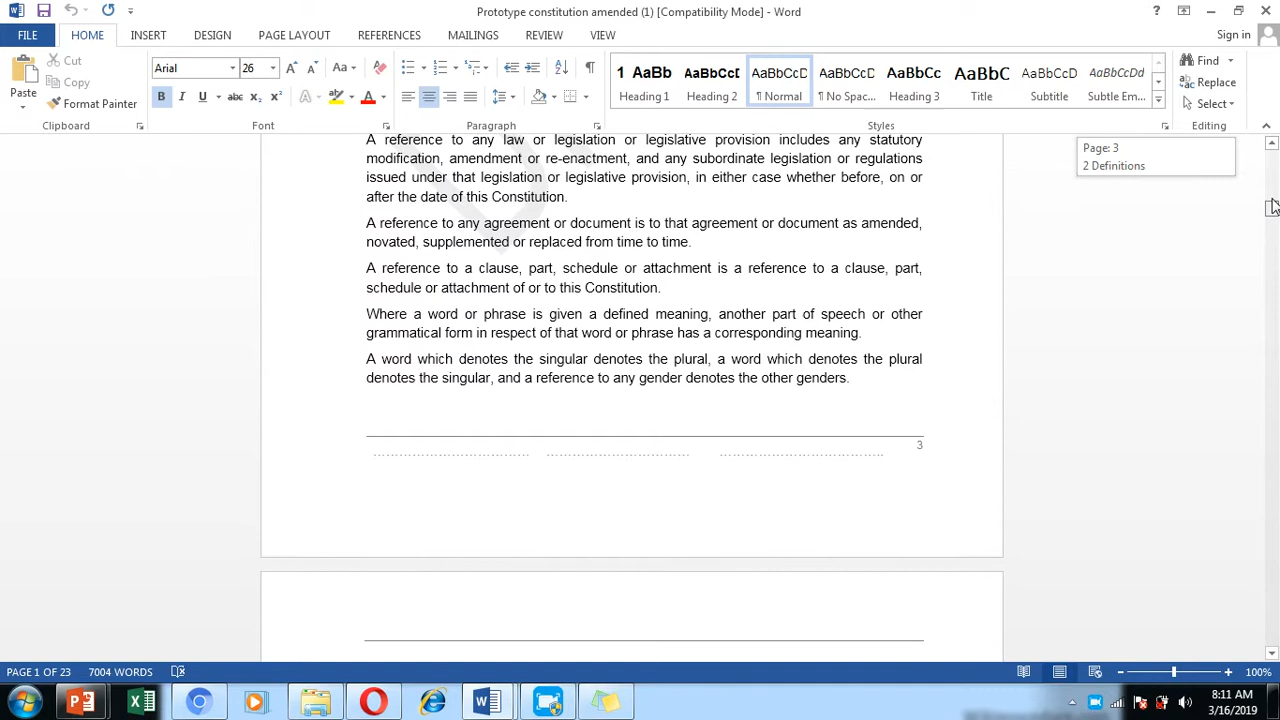 Prototype constitution amended (1) [Compatibility Mode] - Word
FILE HOME INSERT DESIGN PAGE LAYOUT REFERENCES MAILINGS REVIEW VIEW Sign in
Paste
Cut
Copy
Format Painter
Clipboard
Arial 26
Font
Paragraph
1 AaBb AaBbCcD AaBbCcD AaBbCcD AaBbCc AaBbC AaBbCcD AaBbCcDd
Heading 1 Heading 2 ¶ Normal ¶ No Spac... Heading 3 Title Subtitle Subtle Em...
Styles
Find
Replace
Select
Editing
Page: 3
2 Definitions
A reference to any law or legislation or legislative provision includes any statutory
modification, amendment or re-enactment, and any subordinate legislation or regulations
issued under that legislation or legislative provision, in either case whether before, on or
after the date of this Constitution.
A reference to any agreement or document is to that agreement or document as amended,
novated, supplemented or replaced from time to time.
A reference to a clause, part, schedule or attachment is a reference to a clause, part,
schedule or attachment of or to this Constitution.
Where a word or phrase is given a defined meaning, another part of speech or other
grammatical form in respect of that word or phrase has a corresponding meaning.
A word which denotes the singular denotes the plural, a word which denotes the plural
denotes the singular, and a reference to any gender denotes the other genders.
3
PAGE 1 OF 23 7004 WORDS 100%
8:11 AM
3/16/2019